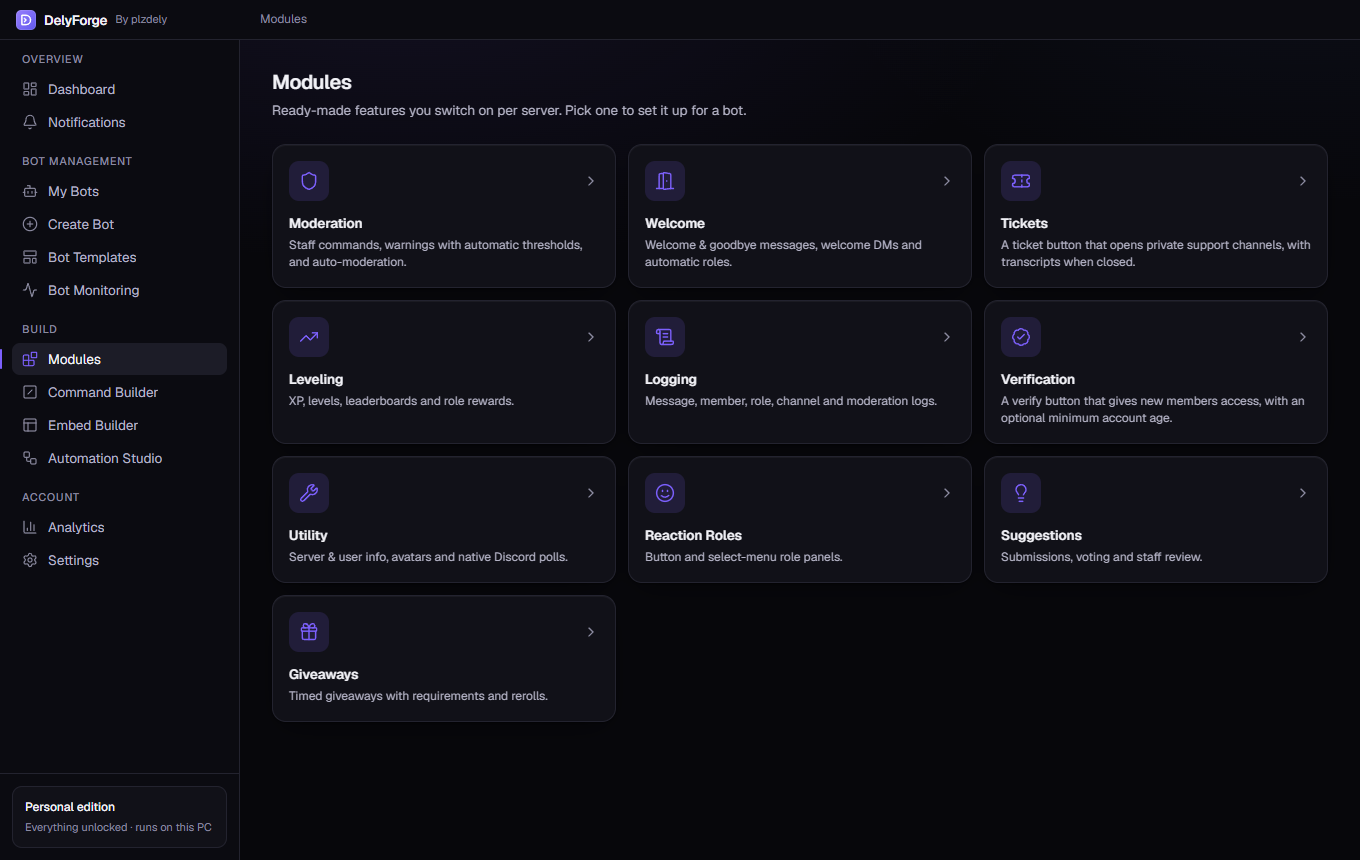 DelyForge By plzdely
Modules
OVERVIEW
Dashboard
Notifications
BOT MANAGEMENT
My Bots
Create Bot
Bot Templates
Bot Monitoring
BUILD
Modules
Command Builder
Embed Builder
Automation Studio
ACCOUNT
Analytics
Settings
Personal edition
Everything unlocked · runs on this PC
Modules
Ready-made features you switch on per server. Pick one to set it up for a bot.
Moderation
Staff commands, warnings with automatic thresholds,
and auto-moderation.
Welcome
Welcome & goodbye messages, welcome DMs and
automatic roles.
Tickets
A ticket button that opens private support channels, with
transcripts when closed.
Leveling
XP, levels, leaderboards and role rewards.
Logging
Message, member, role, channel and moderation logs.
Verification
A verify button that gives new members access, with an
optional minimum account age.
Utility
Server & user info, avatars and native Discord polls.
Reaction Roles
Button and select-menu role panels.
Suggestions
Submissions, voting and staff review.
Giveaways
Timed giveaways with requirements and rerolls.